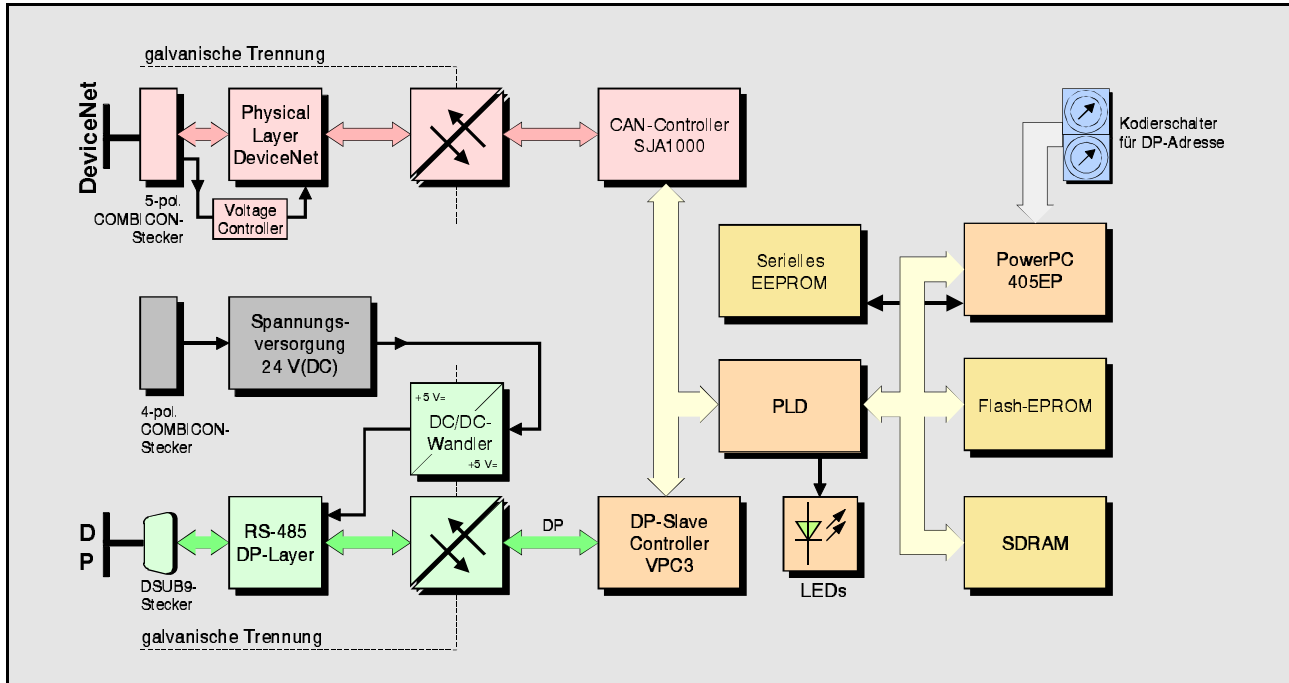 galvanische Trennung
DeviceNet
Physical
Layer
DeviceNet
CAN-Controller
SJA1000
Kodierschalter
für DP-Adresse
5-pol.
COMBICON-
Stecker
Voltage
Controller
Serielles
EEPROM
PowerPC
405EP
Spannungs-
versorgung
24 V(DC)
4-pol.
COMBICON-
Stecker
+5 V=
DC/DC-
Wandler
+5 V=
PLD
Flash-EPROM
DP
DSUB9-
Stecker
RS-485
DP-Layer
DP
DP-Slave
Controller
VPC3
LEDs
SDRAM
galvanische Trennung